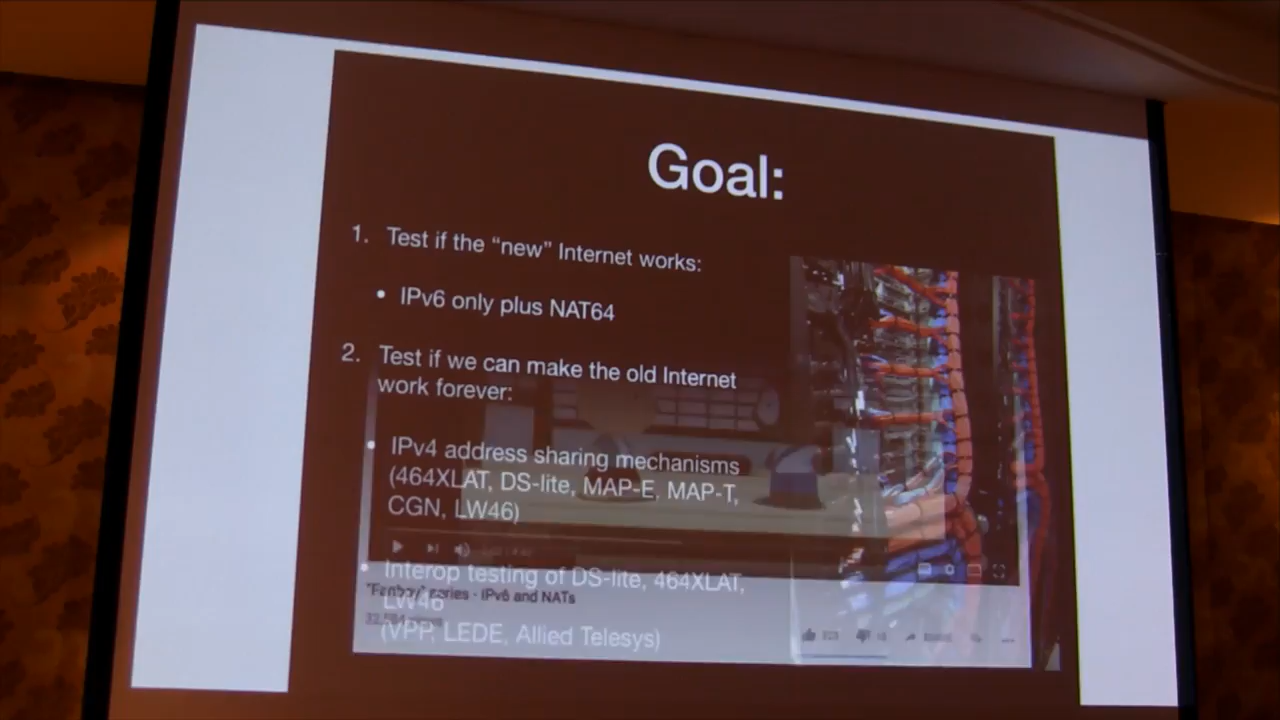 Goal:
1. Test if the “new” Internet works:
• IPv6 only plus NAT64
2. Test if we can make the old Internet
work forever:
• IPv4 address sharing mechanisms
(464XLAT, DS-lite, MAP-E, MAP-T,
CGN, LW46)
• Interop testing of DS-lite, 464XLAT,
LW46
(VPP, LEDE, Allied Telesys)
"Fanboy" series - IPv6 and NATs